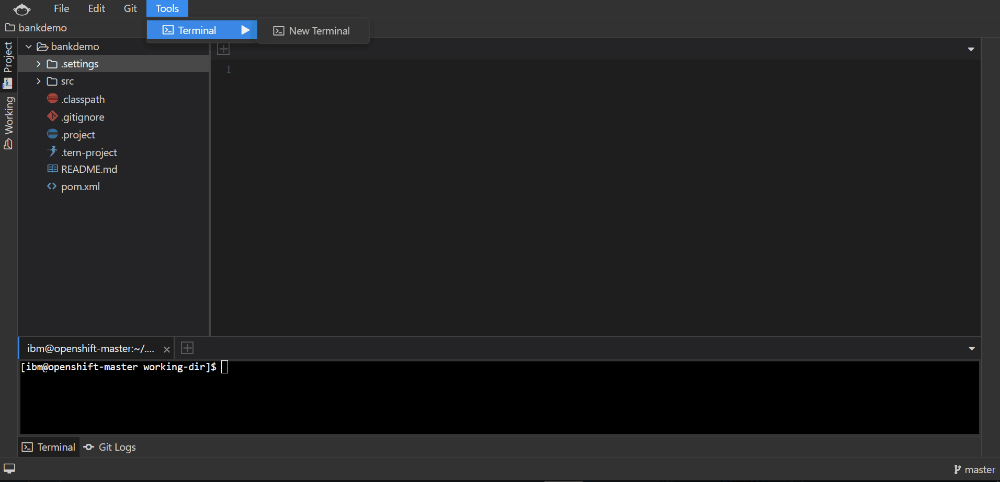 File Edit Git Tools
bankdemo
Terminal
New Terminal
Project
Working
bankdemo
.settings
src
.classpath
.gitignore
.project
.tern-project
README.md
pom.xml
1
ibm@openshift-master:~/....
[ibm@openshift-master working-dir]$
Terminal
Git Logs
master